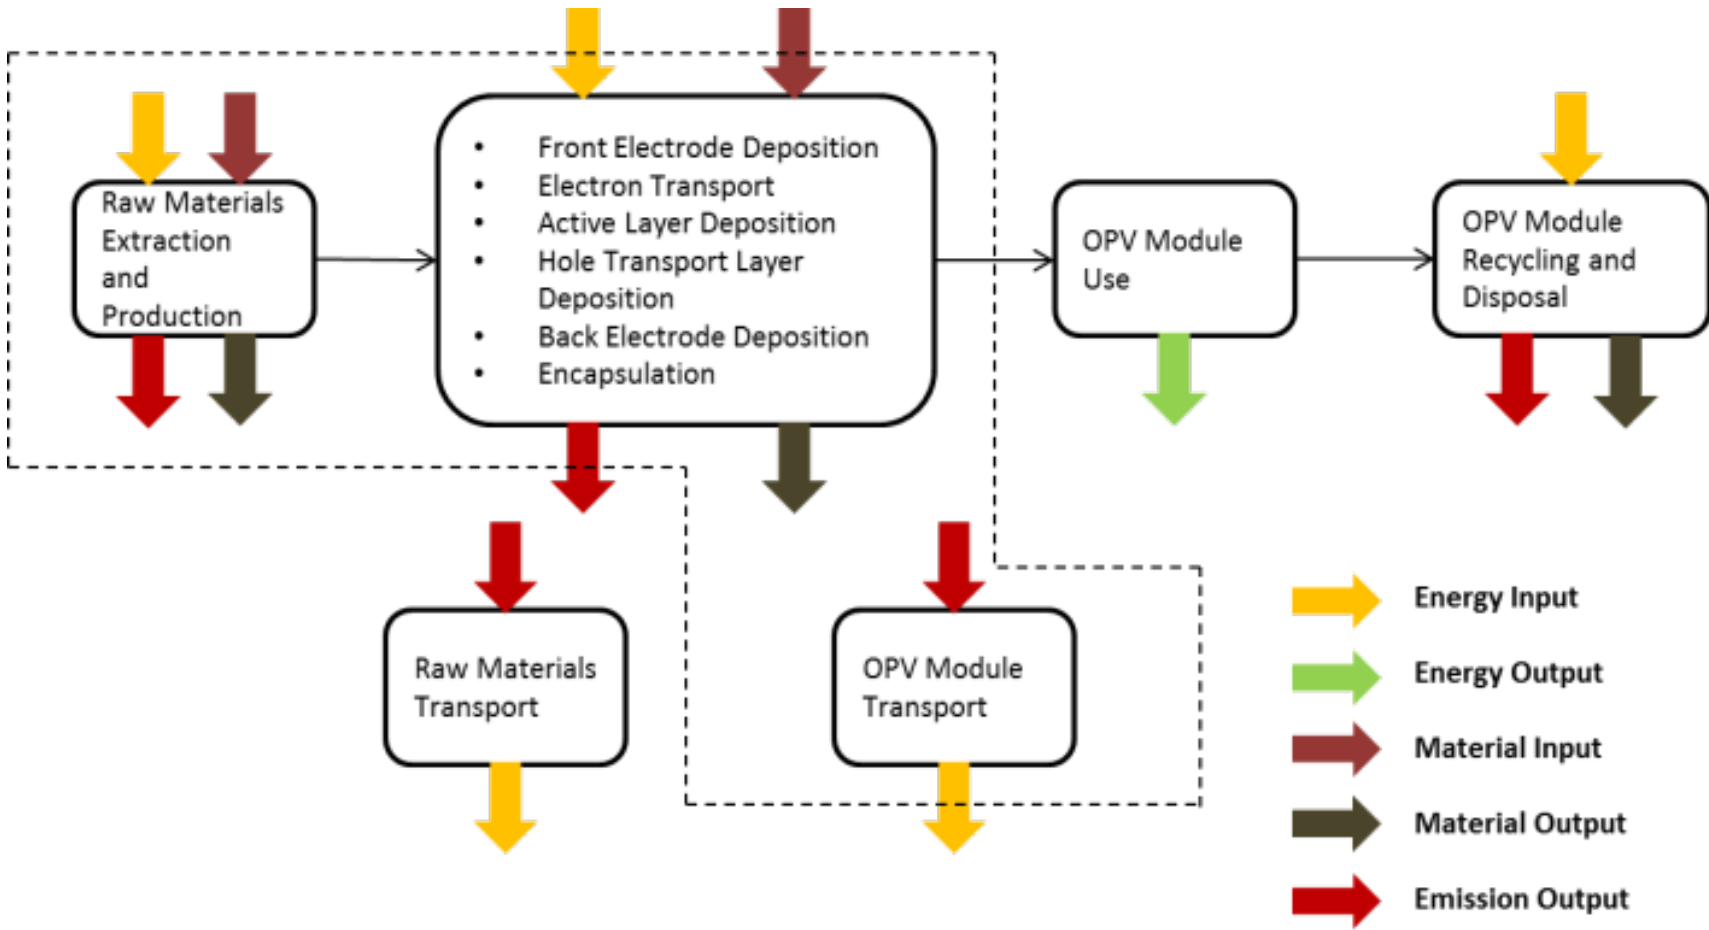 Raw Materials
Extraction
and
Production
• Front Electrode Deposition
• Electron Transport
• Active Layer Deposition
• Hole Transport Layer
Deposition
• Back Electrode Deposition
• Encapsulation
OPV Module
Use
OPV Module
Recycling and
Disposal
Raw Materials
Transport
OPV Module
Transport
Energy Input
Energy Output
Material Input
Material Output
Emission Output